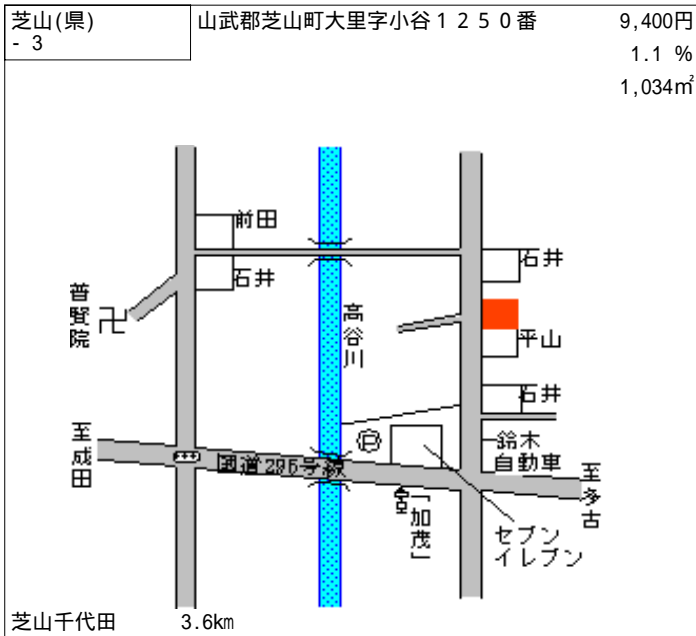 芝山(県)
- 3
山武郡芝山町大里字小谷１２５０番
9,400円
1.1 %
1,034㎡
前田
石井
普賢院
高谷川
石井
平山
石井
至成田
国道296号線
Ⓟ
鈴木
自動車
至多古
「加茂」
セブン
イレブン
芝山千代田
3.6km